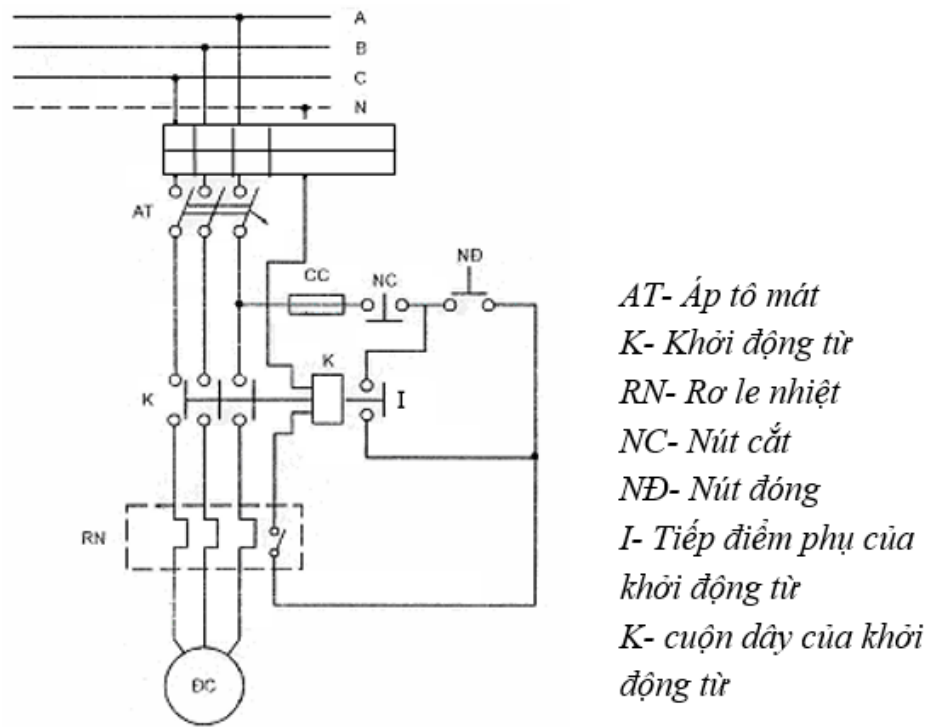 A
B
C
N
AT
CC
NC
NĐ
K
K
I
RN
ĐC
AT- Áp tô mát
K- Khởi động từ
RN- Rơ le nhiệt
NC- Nút cắt
NĐ- Nút đóng
I- Tiếp điểm phụ của
khởi động từ
K- cuộn dây của khởi
động từ